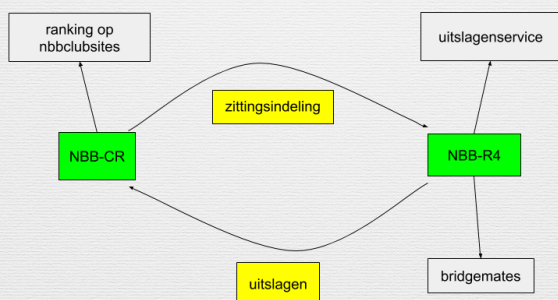 ranking op
nbbclubsites
uitslagenservice
zittingsindeling
NBB-CR
NBB-R4
uitslagen
bridgemates